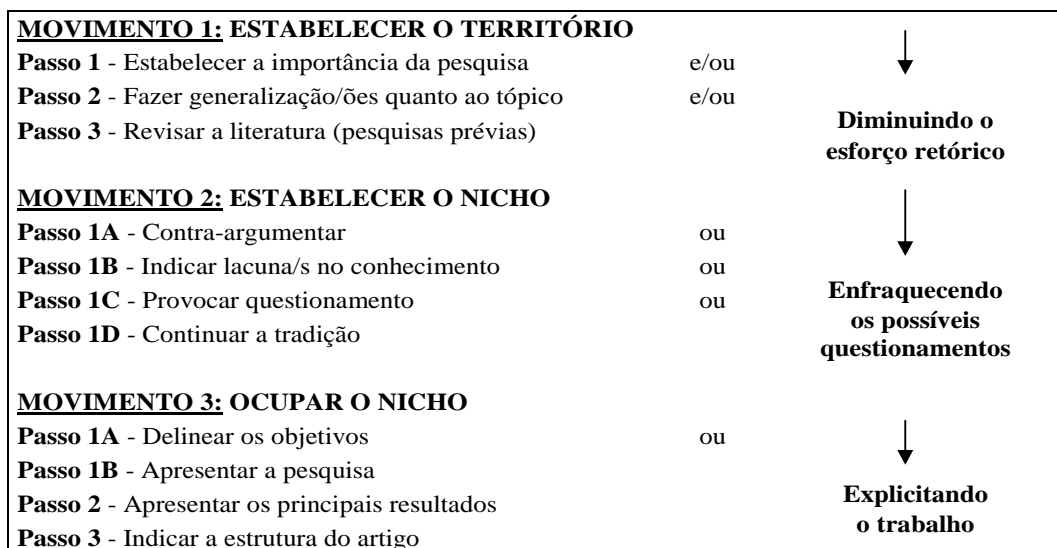 MOVIMENTO 1: ESTABELECER O TERRITÓRIO
Passo 1 - Estabelecer a importância da pesquisa e/ou
Passo 2 - Fazer generalização/ões quanto ao tópico e/ou
Passo 3 - Revisar a literatura (pesquisas prévias)
Diminuindo o
esforço retórico
MOVIMENTO 2: ESTABELECER O NICHO
Passo 1A - Contra-argumentar ou
Passo 1B - Indicar lacuna/s no conhecimento ou
Passo 1C - Provocar questionamento ou
Passo 1D - Continuar a tradição
Enfraquecendo
os possíveis
questionamentos
MOVIMENTO 3: OCUPAR O NICHO
Passo 1A - Delinear os objetivos ou
Passo 1B - Apresentar a pesquisa
Passo 2 - Apresentar os principais resultados
Passo 3 - Indicar a estrutura do artigo
Explicitando
o trabalho